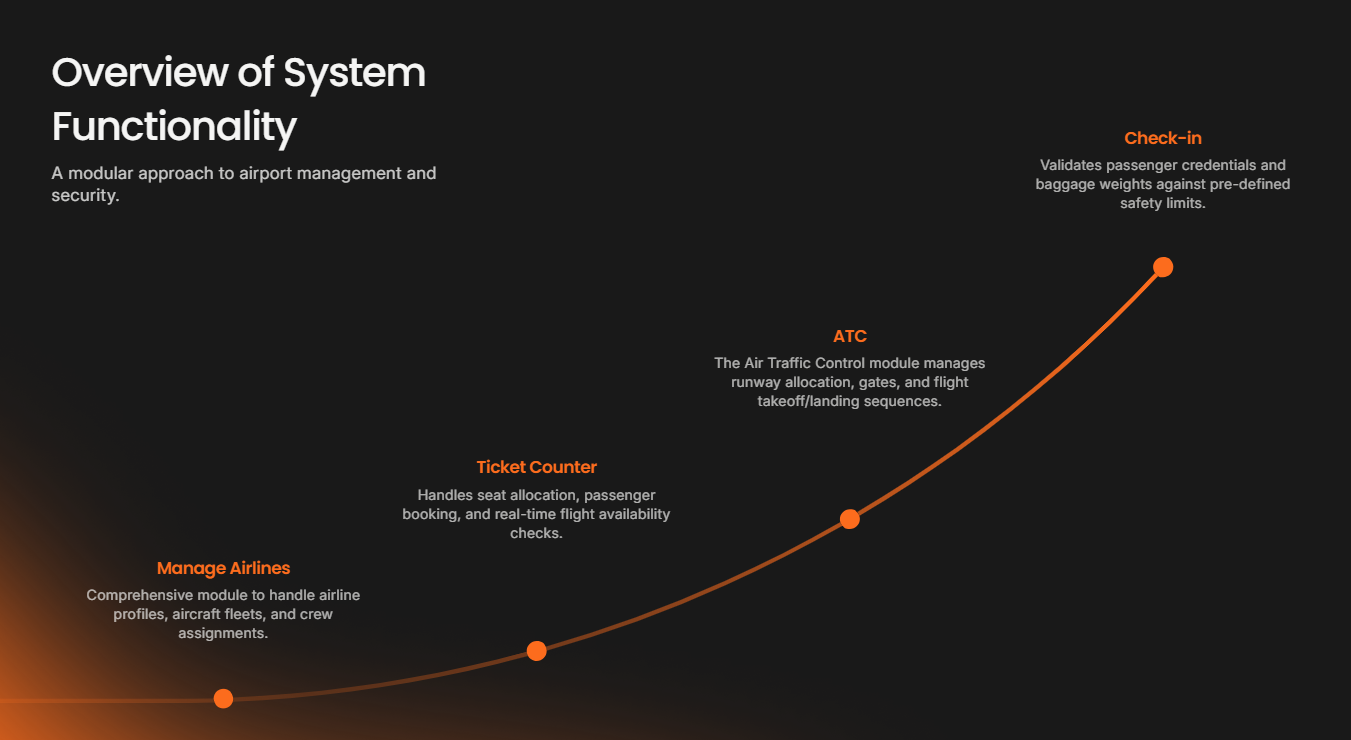 Overview of System
Functionality
A modular approach to airport management and
security.
Check-in
Validates passenger credentials and
baggage weights against pre-defined
safety limits.
ATC
The Air Traffic Control module manages
runway allocation, gates, and flight
takeoff/landing sequences.
Ticket Counter
Handles seat allocation, passenger
booking, and real-time flight availability
checks.
Manage Airlines
Comprehensive module to handle airline
profiles, aircraft fleets, and crew
assignments.